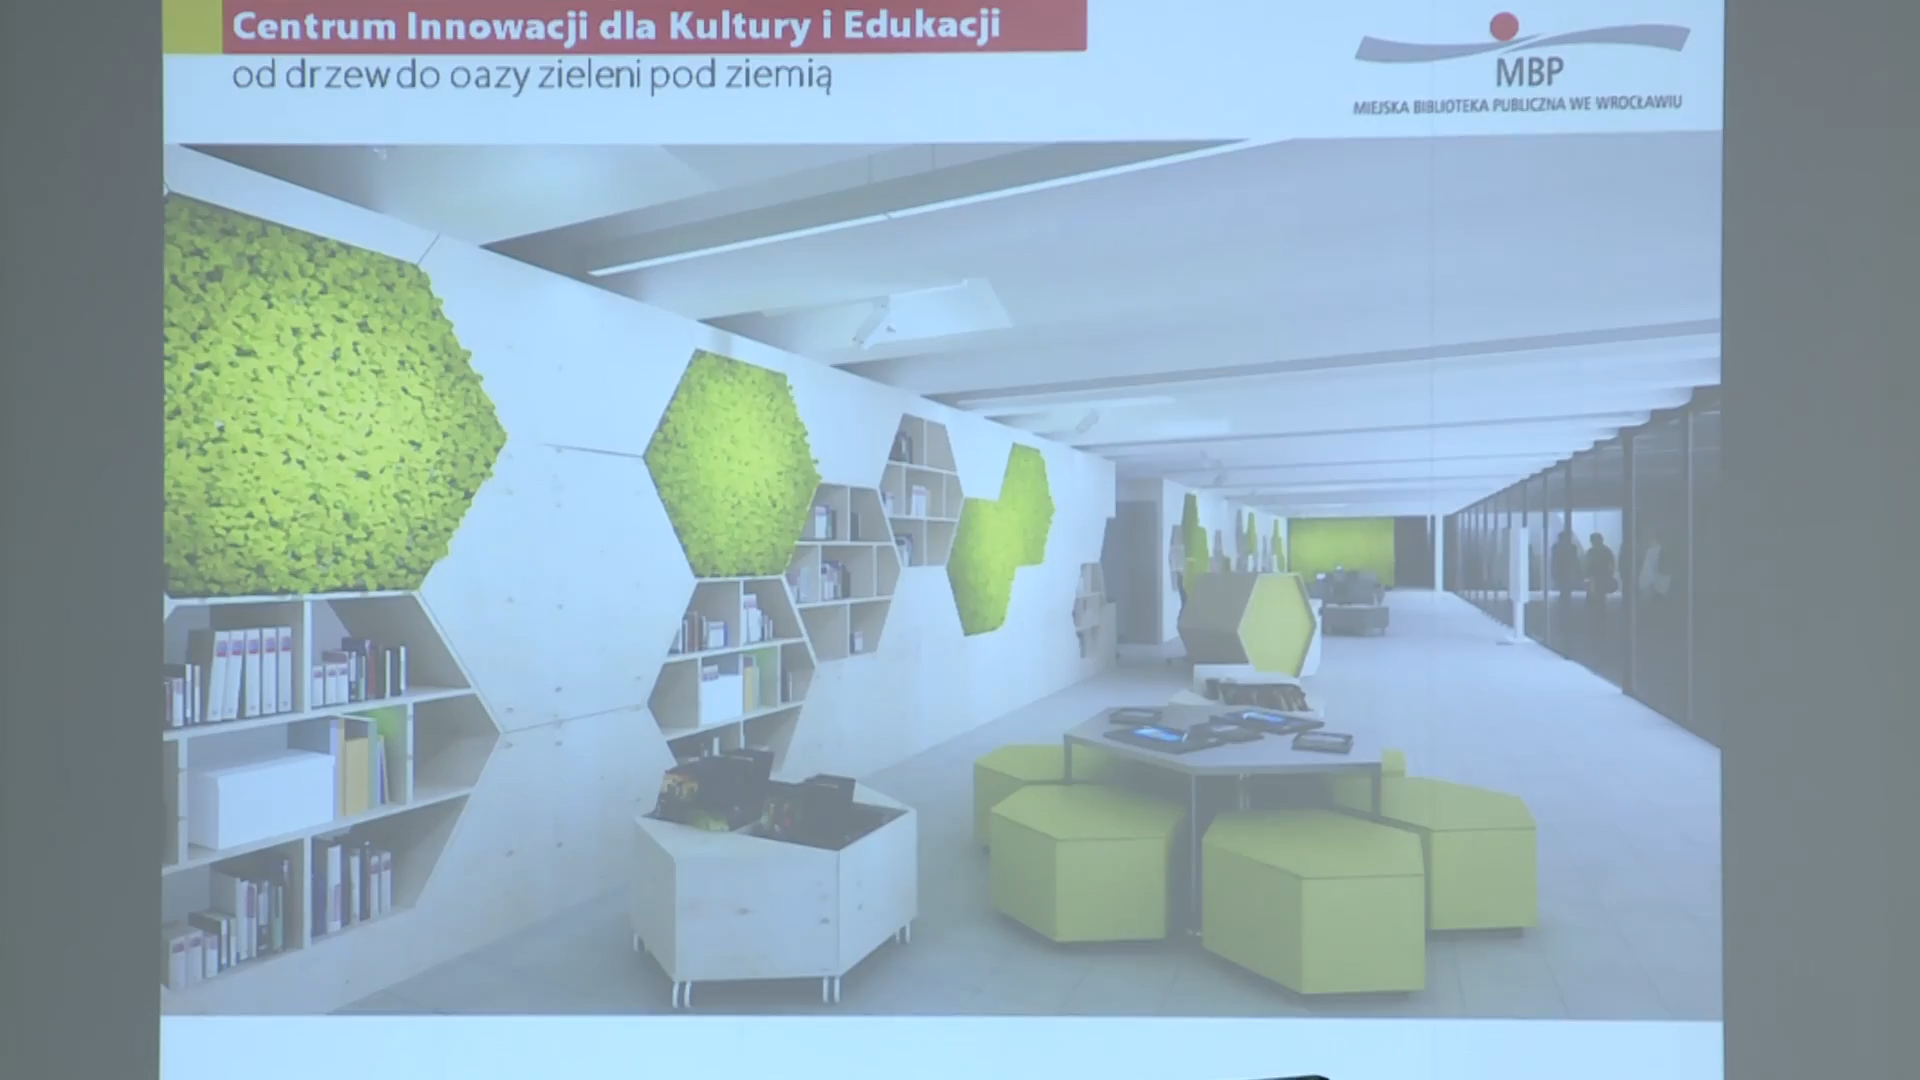 Centrum Innowacji dla Kultury i Edukacji
od drzew do oazy zieleni pod ziemią
MBP
MIEJSKA BIBLIOTEKA PUBLICZNA WE WROCŁAWIU